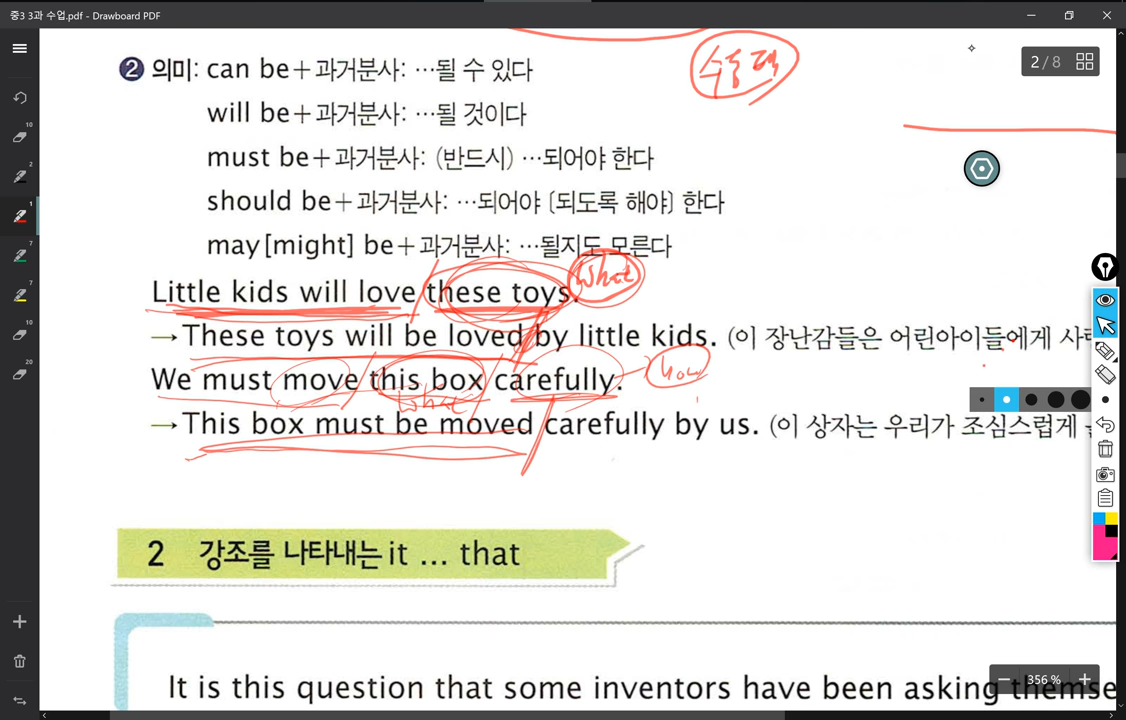 중3 3과 수업.pdf - Drawboard PDF
수동태
2 / 8
❷ 의미: can be+과거분사: …될 수 있다
will be+과거분사: …될 것이다
must be+과거분사: (반드시) …되어야 한다
should be+과거분사: …되어야 [되도록 해야] 한다
may[might] be+과거분사: …될지도 모른다
Little kids will love these toys.
What
→These toys will be loved by little kids. (이 장난감들은 어린아이들에게
We must move this box carefully.
How
What
→This box must be moved carefully by us. (이 상자는 우리가 조심스럽게
2 강조를 나타내는 it … that
It is this question that some inventors have been asking themse
356 %
10
2
1
7
7
10
20